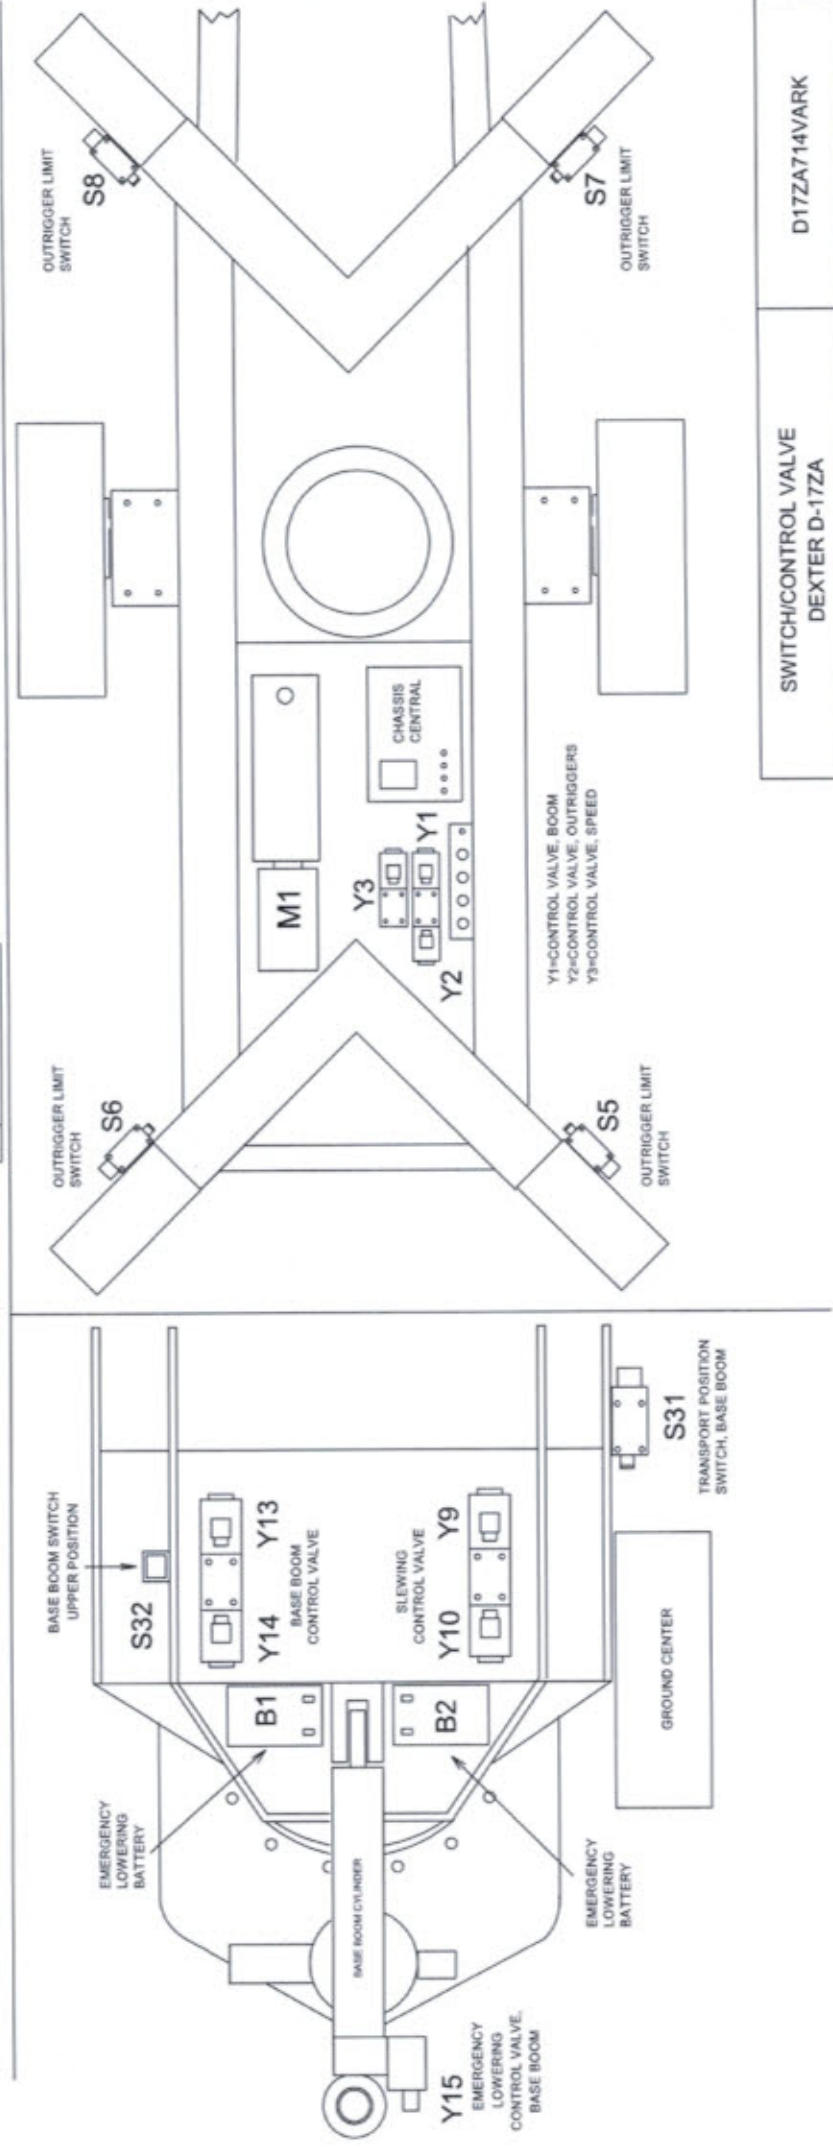 OUTRIGGER LIMIT
SWITCH
S6
OUTRIGGER LIMIT
SWITCH
S8
M1
Y3
Y2
Y1
CHASSIS
CENTRAL
Y1=CONTROL VALVE, BOOM
Y2=CONTROL VALVE, OUTRIGGERS
Y3=CONTROL VALVE, SPEED
S5
OUTRIGGER LIMIT
SWITCH
S7
OUTRIGGER LIMIT
SWITCH
BASE BOOM SWITCH
UPPER POSITION
S32
EMERGENCY
LOWERING
BATTERY
B1
Y14
Y13
BASE BOOM
CONTROL VALVE
SLEWING
CONTROL VALVE
Y10
Y9
B2
BASE BOOM CYLINDER
Y15
EMERGENCY
LOWERING
CONTROL VALVE,
BASE BOOM
EMERGENCY
LOWERING
BATTERY
GROUND CENTER
S31
TRANSPORT POSITION
SWITCH, BASE BOOM
SWITCH/CONTROL VALVE
DEXTER D-17ZA
D17ZA714VARK